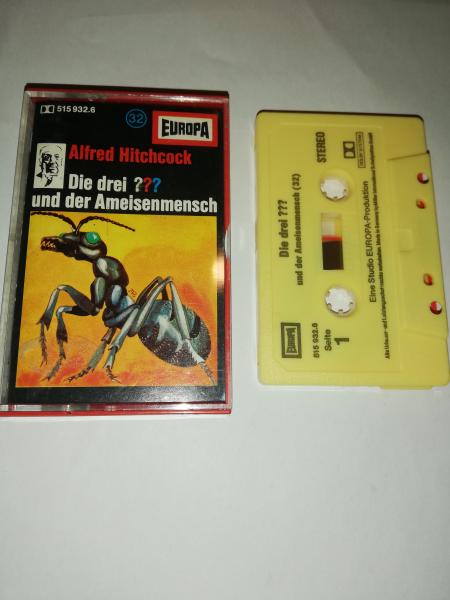 515 932.6
32
EUROPA
Alfred Hitchcock
Die drei ???
und der Ameisenmensch
Die drei ???
und der Ameisenmensch (32)
STEREO
EUROPA
515 932.6
Seite
1
Eine Studio EUROPA-Produktion